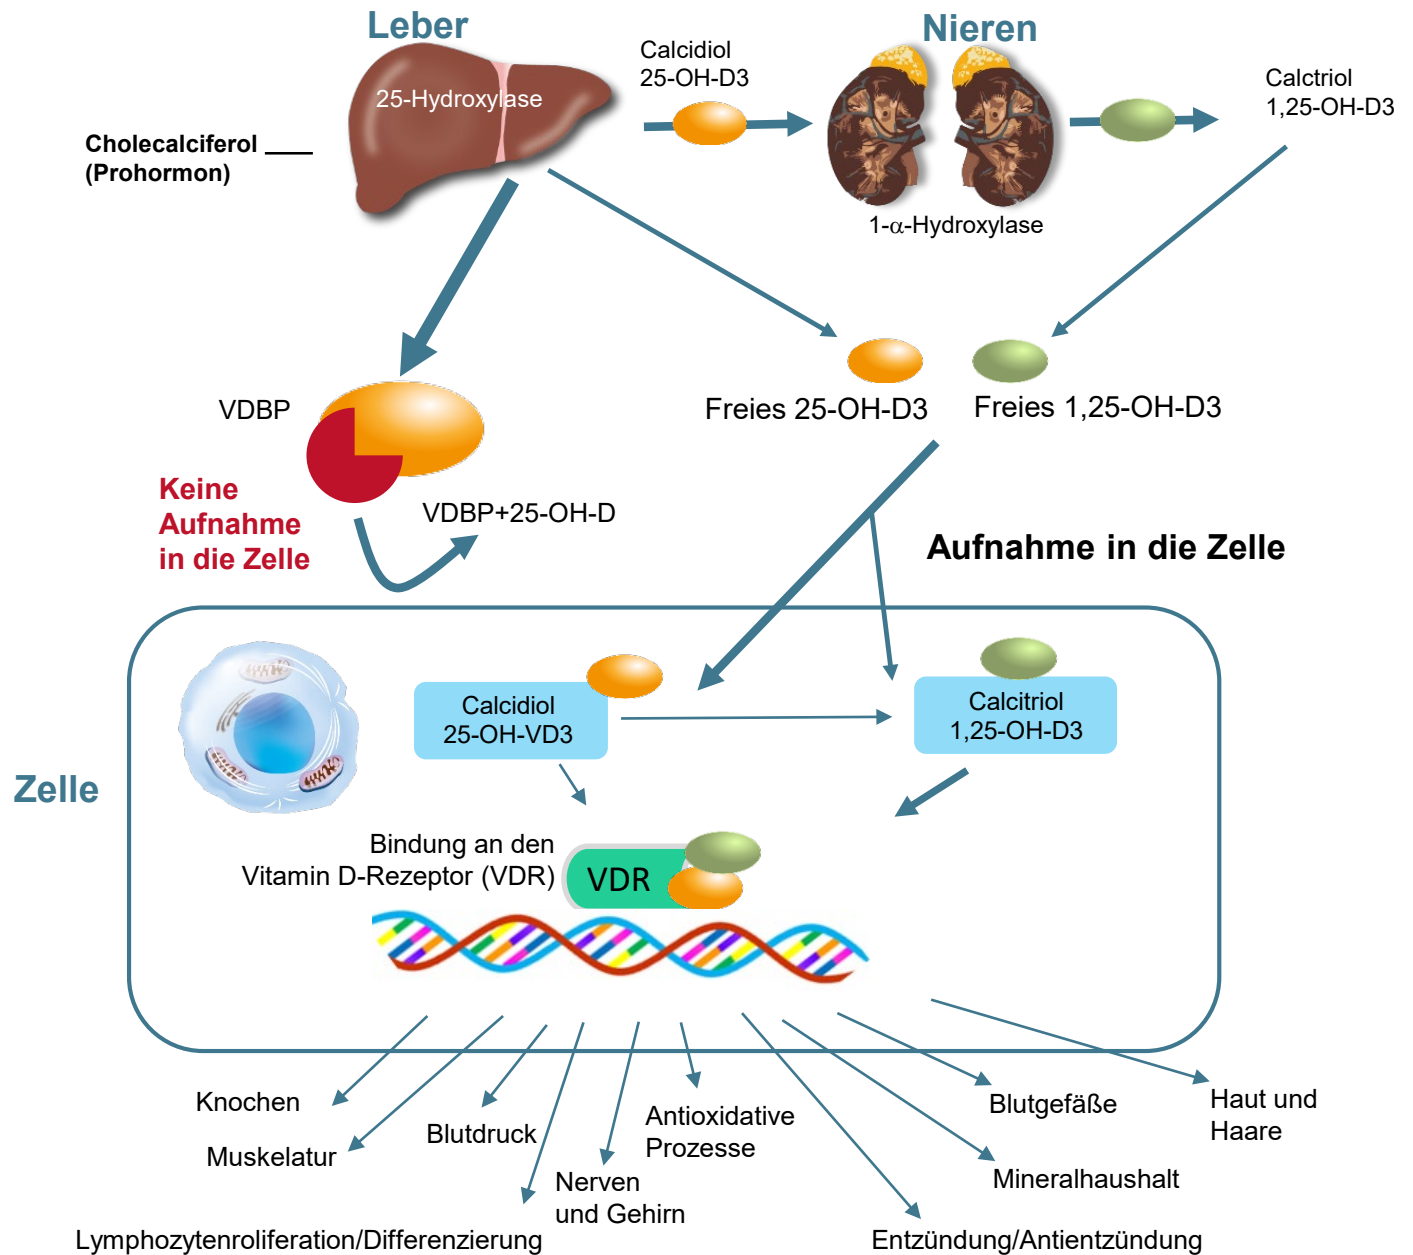 Leber
Nieren
Calcidiol
25-OH-D3
Calctriol
1,25-OH-D3
25-Hydroxylase
Cholecalciferol ___
(Prohormon)
1-α-Hydroxylase
VDBP
Freies 25-OH-D3
Freies 1,25-OH-D3
Keine
Aufnahme
in die Zelle
VDBP+25-OH-D
Aufnahme in die Zelle
Calcidiol
25-OH-VD3
Calcitriol
1,25-OH-D3
Zelle
Bindung an den
Vitamin D-Rezeptor (VDR)
VDR
Knochen
Muskelatur
Blutdruck
Antioxidative
Prozesse
Blutgefäße
Haut und
Haare
Nerven
und Gehirn
Mineralhaushalt
Lymphozytenroliferation/Differenzierung
Entzündung/Antientzündung